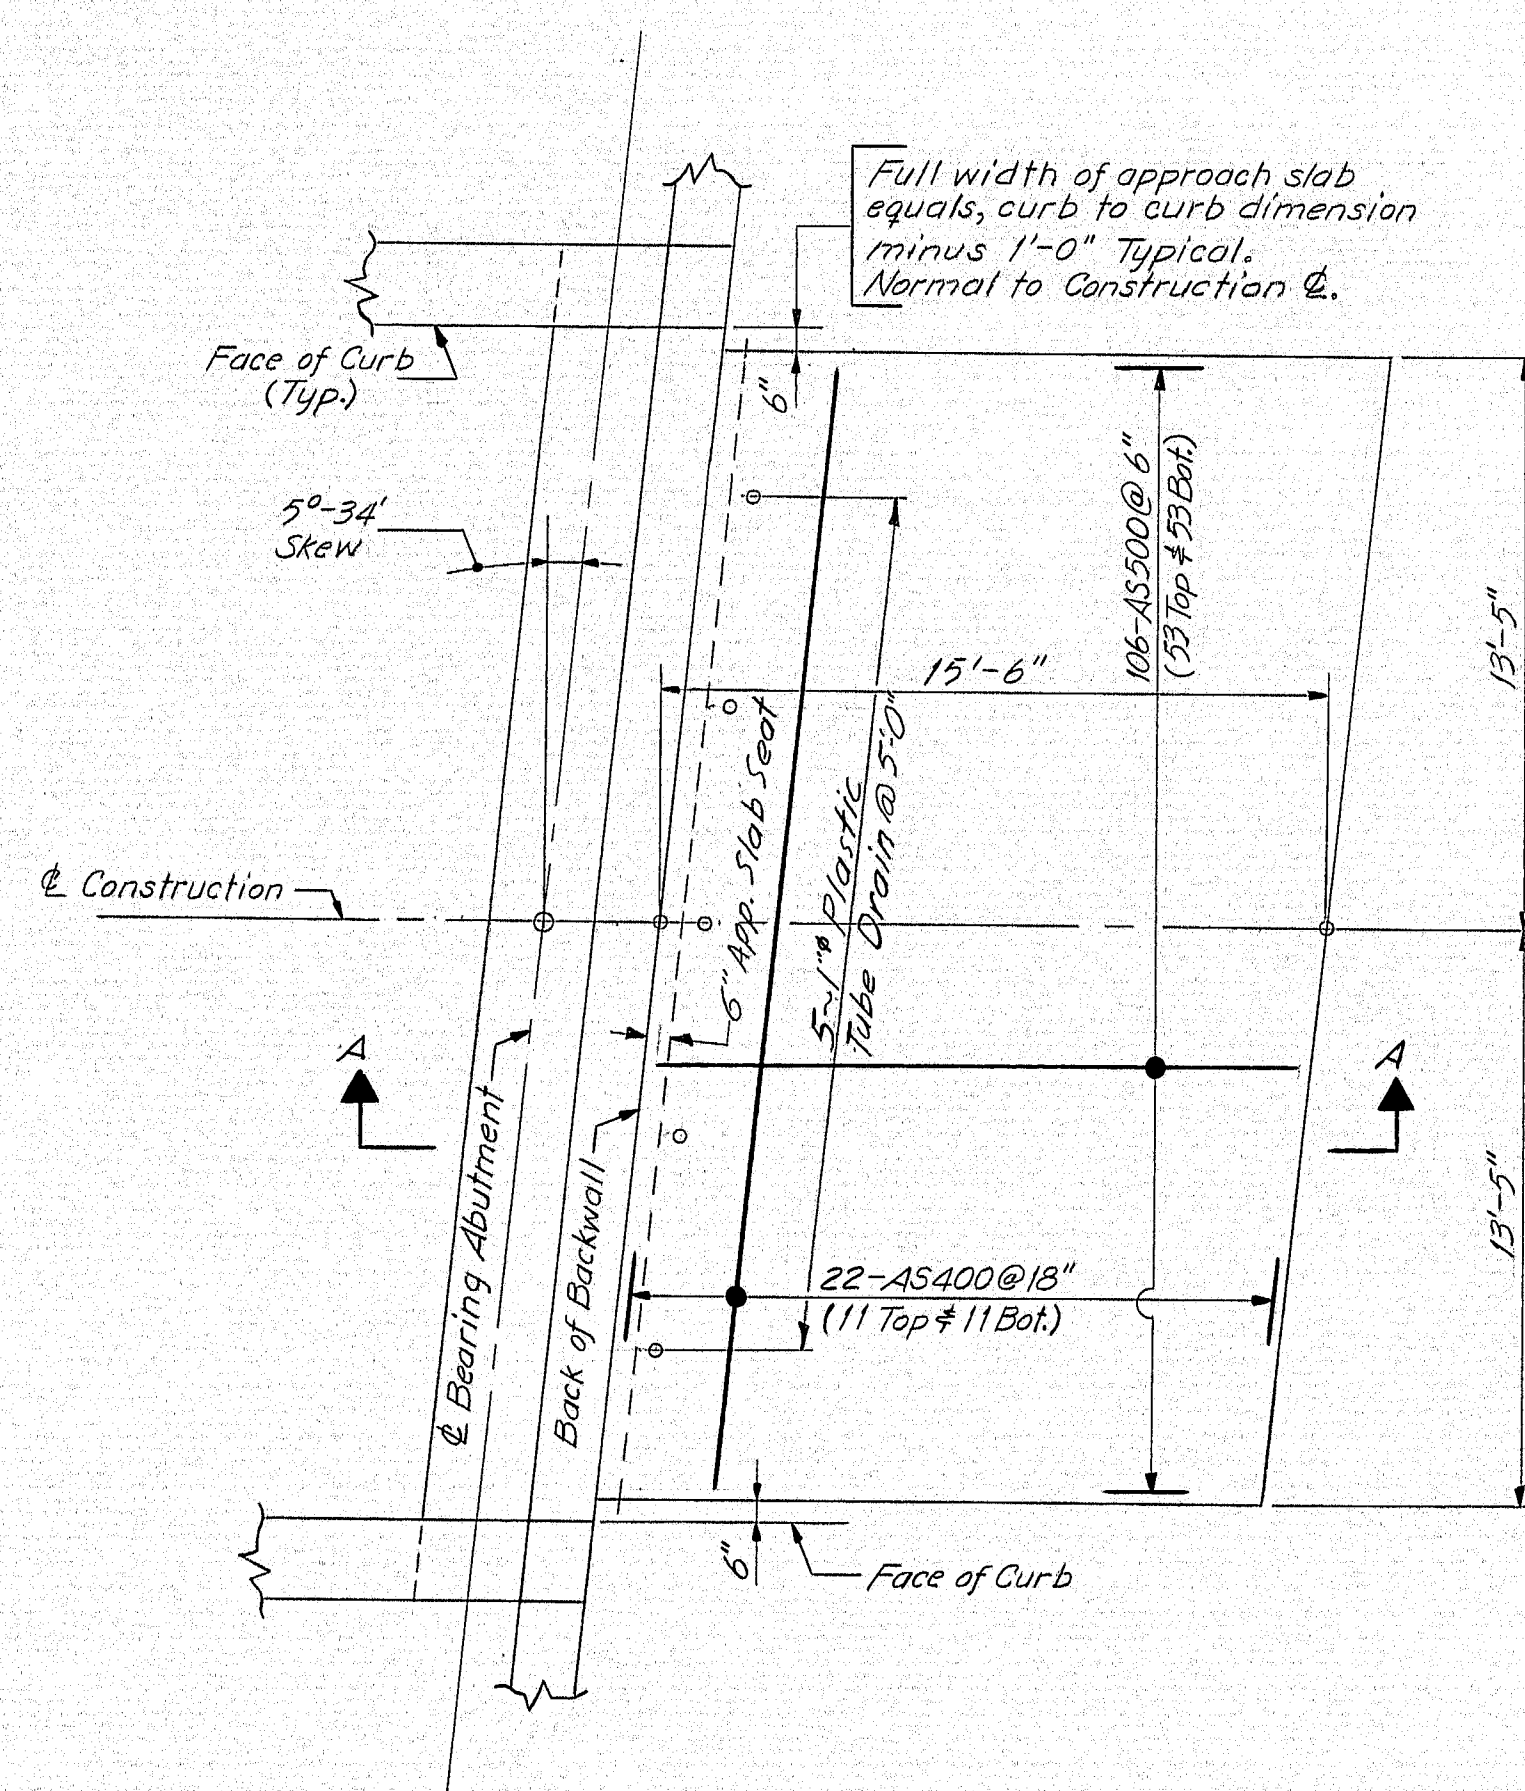 Full width of approach slab
equals, curb to curb dimension
minus 1'-0" Typical.
Normal to Construction ℄.
Face of Curb
(Typ.)
6"
5°-34'
Skew
106-AS500@6"
(53 Top & 53 Bot.)
13'-5"
15'-6"
6" App. Slab Seat
5~1"ϕ Plastic
Tube Drain @ 5'-0"
℄ Construction
A
A
℄ Bearing Abutment
Back of Backwall
13'-5"
22-AS400@18"
(11 Top & 11 Bot.)
6"
Face of Curb